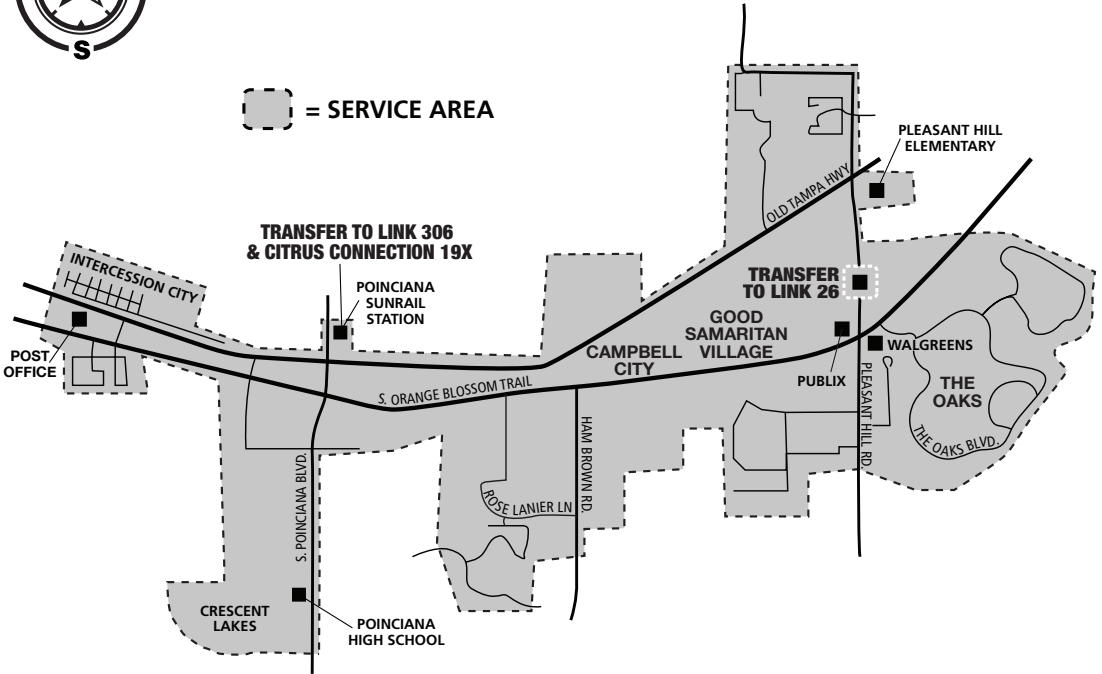 S
= SERVICE AREA
PLEASANT HILL
ELEMENTARY
OLD TAMPA HWY
TRANSFER TO LINK 306
& CITRUS CONNECTION 19X
INTERCESSION CITY
POINCIANA
SUNRAIL
STATION
TRANSFER
TO LINK 26
GOOD
SAMARITAN
VILLAGE
CAMPBELL
CITY
WALGREENS
POST
OFFICE
PUBLIX
THE
OAKS
S. ORANGE BLOSSOM TRAIL
PLEASANT HILL RD.
THE OAKS BLVD.
HAM BROWN RD.
S. POINCIANA BLVD.
ROSE LANIER LN
CRESCENT
LAKES
POINCIANA
HIGH SCHOOL